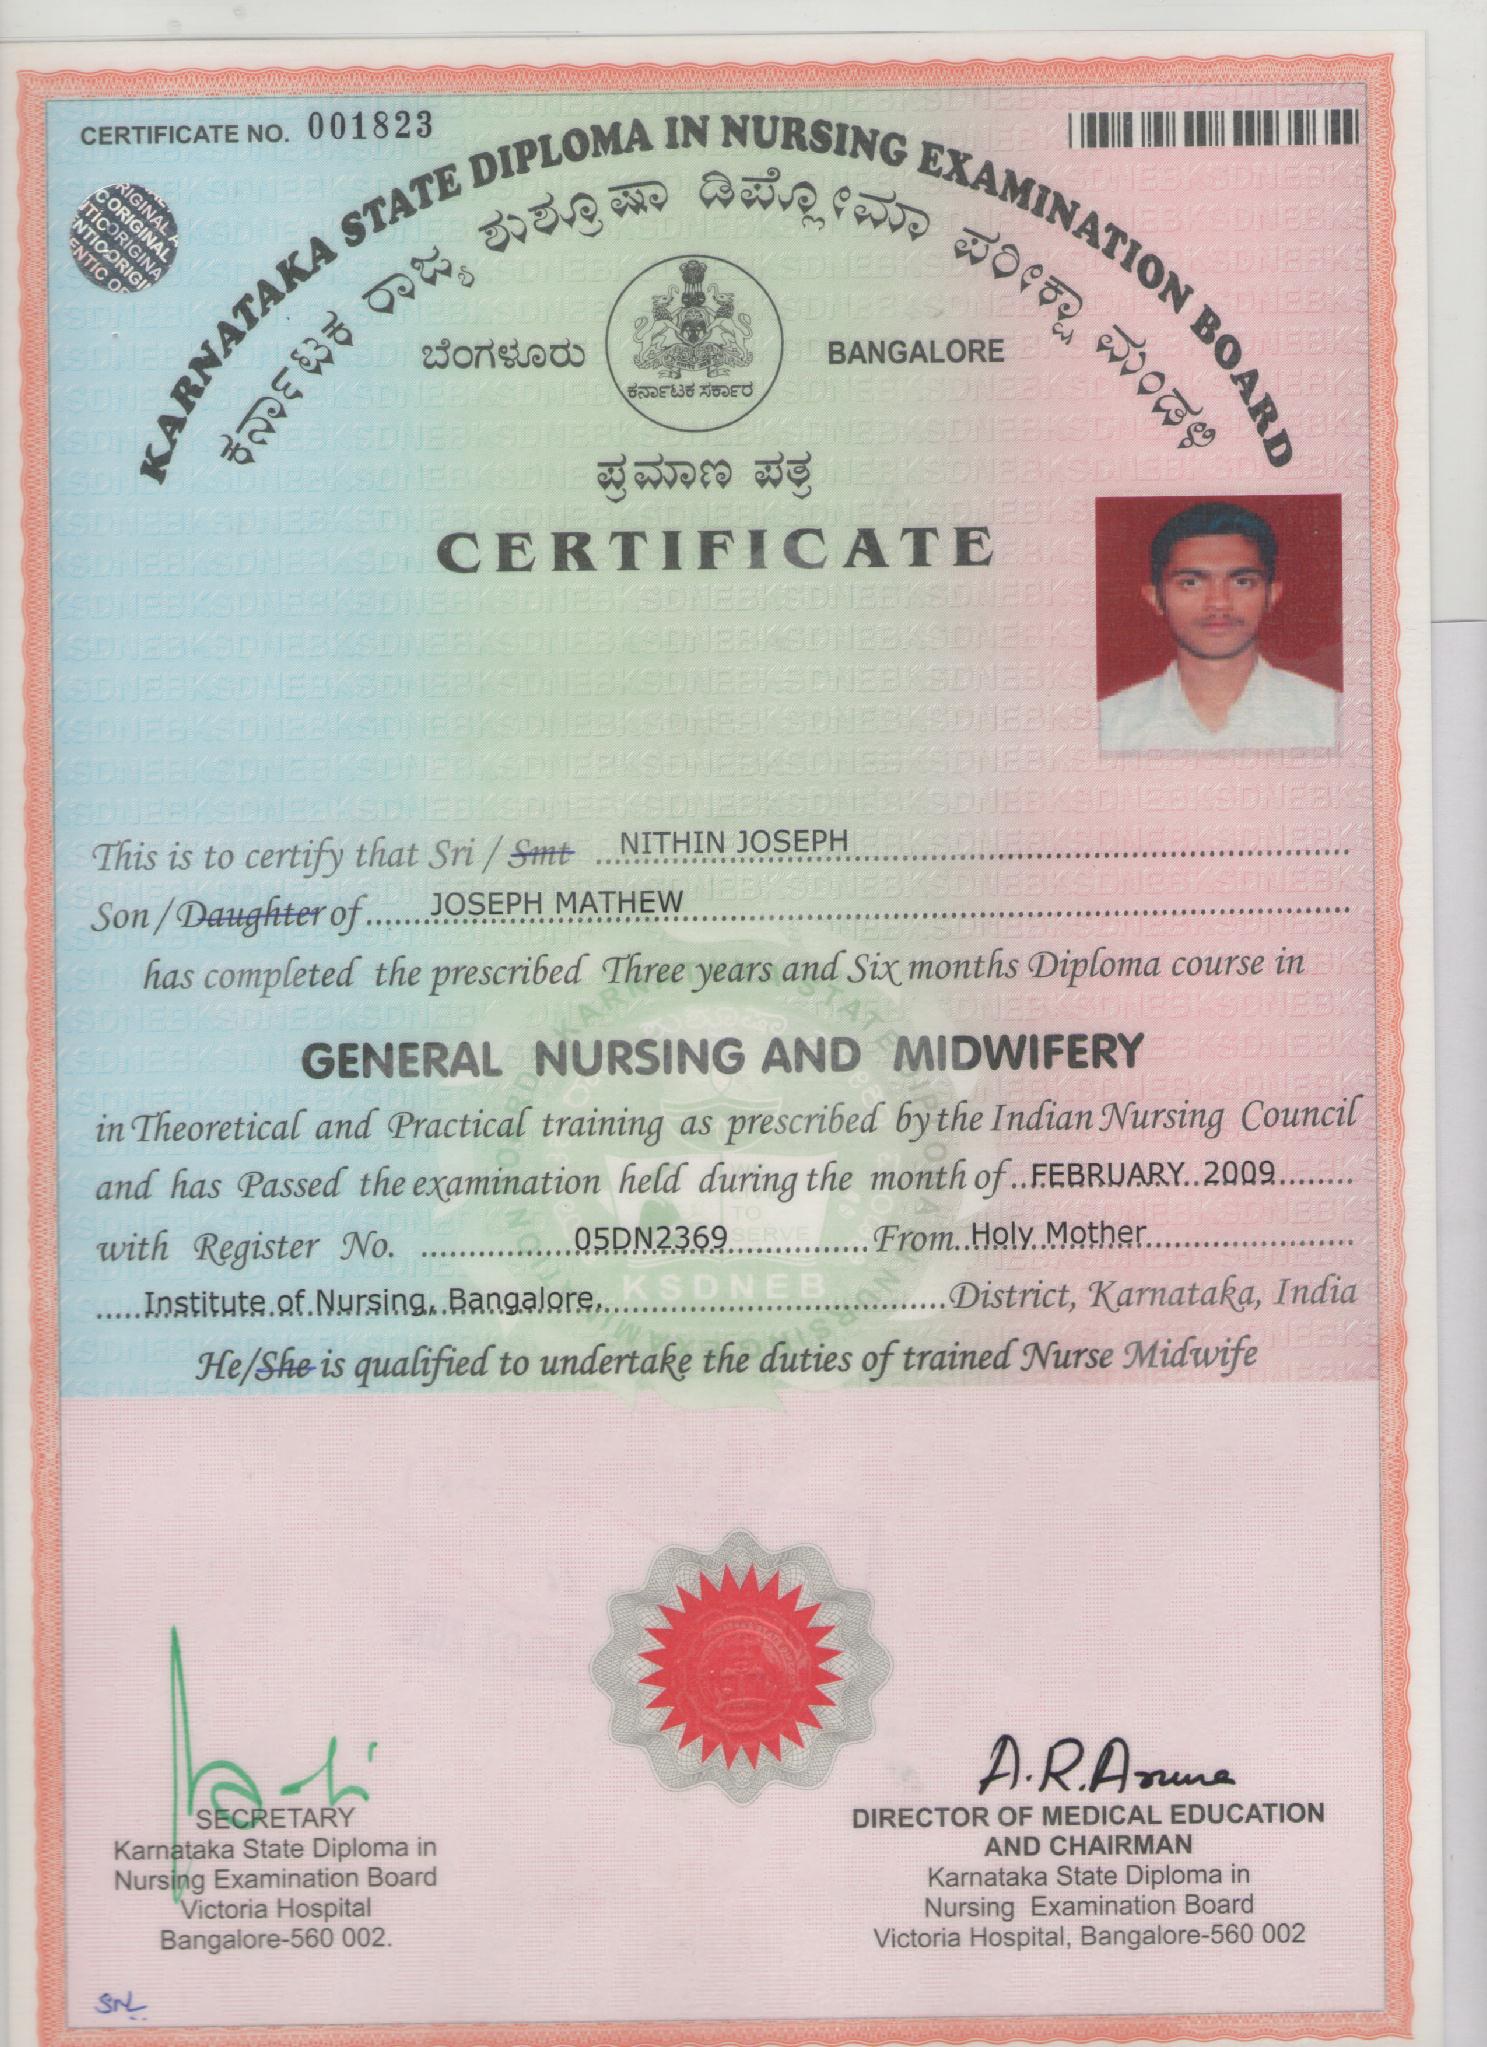 CERTIFICATE NO. 001823
KARNATAKA STATE DIPLOMA IN NURSING EXAMINATION BOARD
ಕರ್ನಾಟಕ ರಾಜ್ಯ ಶುಶ್ರೂಷಾ ಡಿಪ್ಲೋಮಾ ಪರೀಕ್ಷಾ ಮಂಡಳಿ
ಬೆಂಗಳೂರು BANGALORE
ಕರ್ನಾಟಕ ಸರ್ಕಾರ
ಪ್ರಮಾಣ ಪತ್ರ
CERTIFICATE
This is to certify that Sri / Smt NITHIN JOSEPH
Son / Daughter of JOSEPH MATHEW
has completed the prescribed Three years and Six months Diploma course in
GENERAL NURSING AND MIDWIFERY
in Theoretical and Practical training as prescribed by the Indian Nursing Council
and has Passed the examination held during the month of FEBRUARY 2009
with Register No. 05DN2369 From Holy Mother
Institute of Nursing, Bangalore, District, Karnataka, India
He/She is qualified to undertake the duties of trained Nurse Midwife
KSDNEB
A.R. Aruna
SECRETARY
Karnataka State Diploma in
Nursing Examination Board
Victoria Hospital
Bangalore-560 002.
DIRECTOR OF MEDICAL EDUCATION
AND CHAIRMAN
Karnataka State Diploma in
Nursing Examination Board
Victoria Hospital, Bangalore-560 002